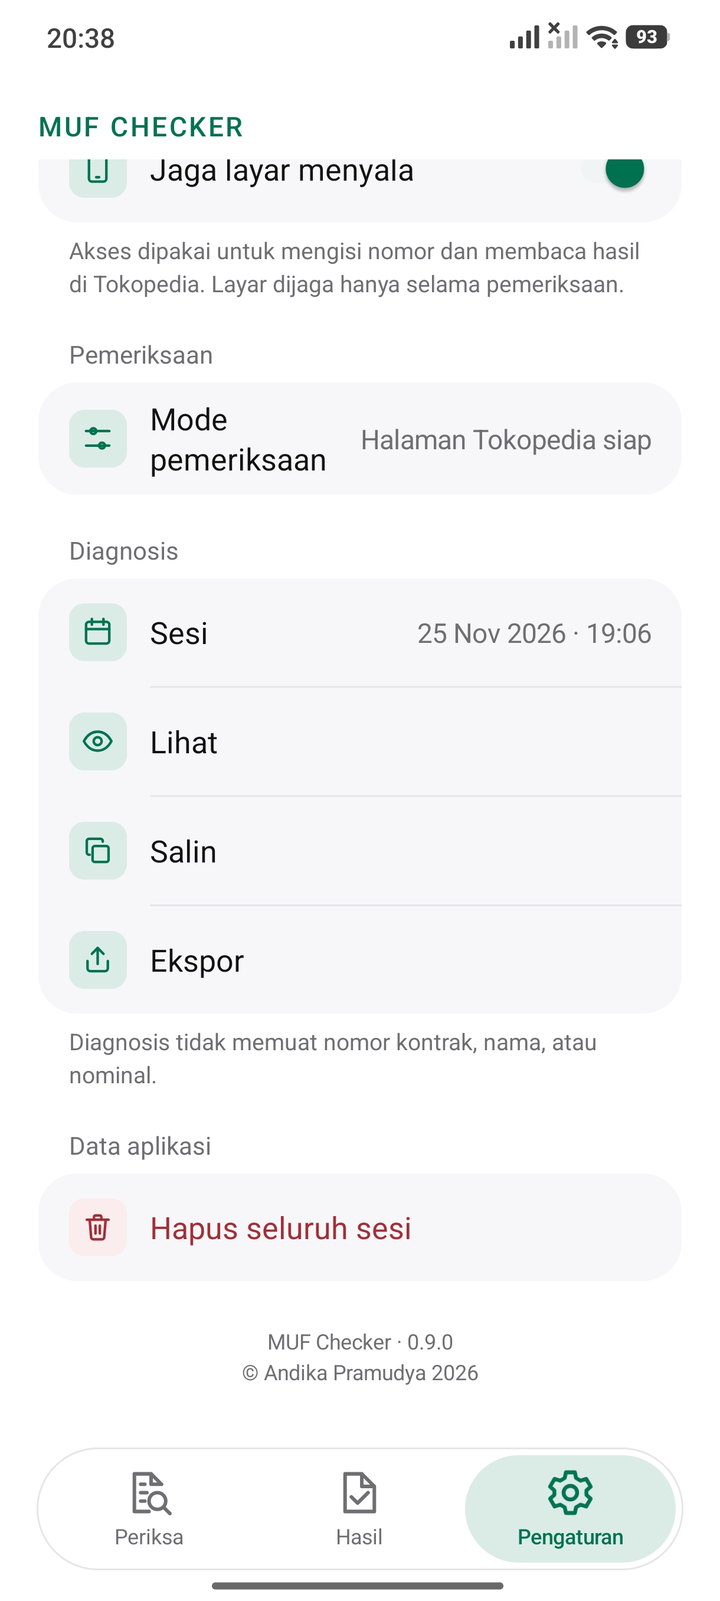 20:38
93
MUF CHECKER
Jaga layar menyala
Akses dipakai untuk mengisi nomor dan membaca hasil
di Tokopedia. Layar dijaga hanya selama pemeriksaan.
Pemeriksaan
Mode
pemeriksaan
Halaman Tokopedia siap
Diagnosis
Sesi
25 Nov 2026 · 19:06
Lihat
Salin
Ekspor
Diagnosis tidak memuat nomor kontrak, nama, atau
nominal.
Data aplikasi
Hapus seluruh sesi
MUF Checker · 0.9.0
© Andika Pramudya 2026
Periksa
Hasil
Pengaturan